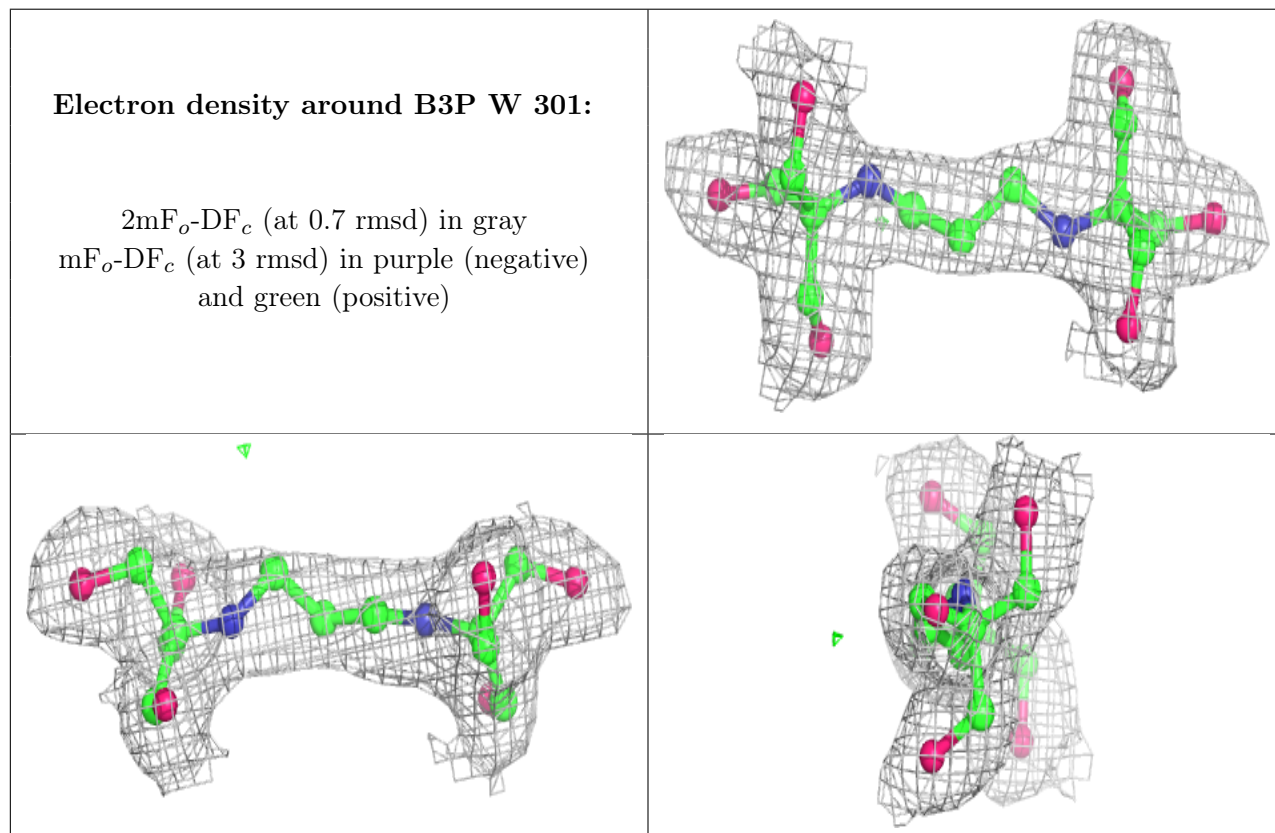 Electron density around B3P W 301:
2mFo-DFc (at 0.7 rmsd) in gray
mFo-DFc (at 3 rmsd) in purple (negative)
and green (positive)